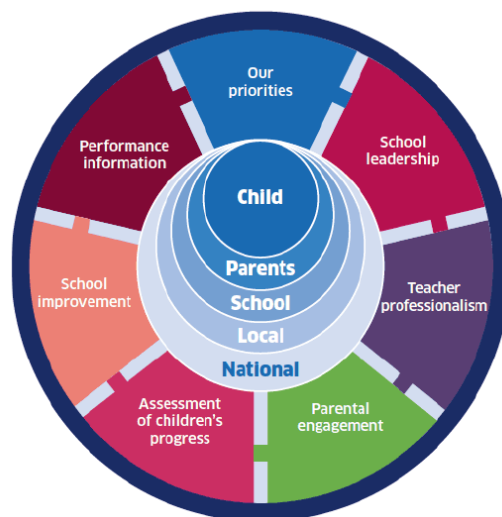 Our
priorities
School
leadership
Teacher
professionalism
Parental
engagement
Assessment
of children's
progress
School
improvement
Performance
information
Child
Parents
School
Local
National